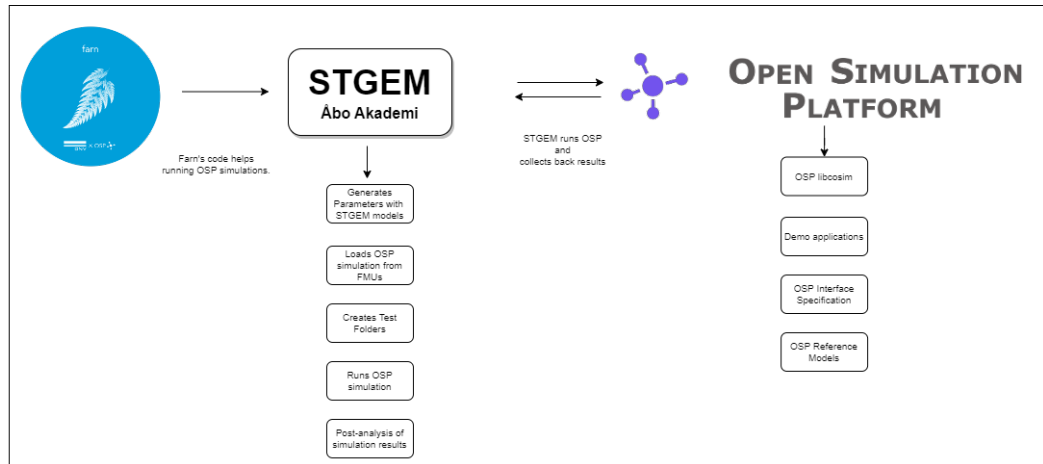 farn
DNV × OSP
Farn's code helps
running OSP simulations.
STGEM
Åbo Akademi
Generates
Parameters with
STGEM models
Loads OSP
simulation from
FMUs
Creates Test
Folders
Runs OSP
simulation
Post-analysis of
simulation results
STGEM runs OSP
and
collects back results
OPEN SIMULATION
PLATFORM
OSP libcosim
Demo applications
OSP Interface
Specification
OSP Reference
Models